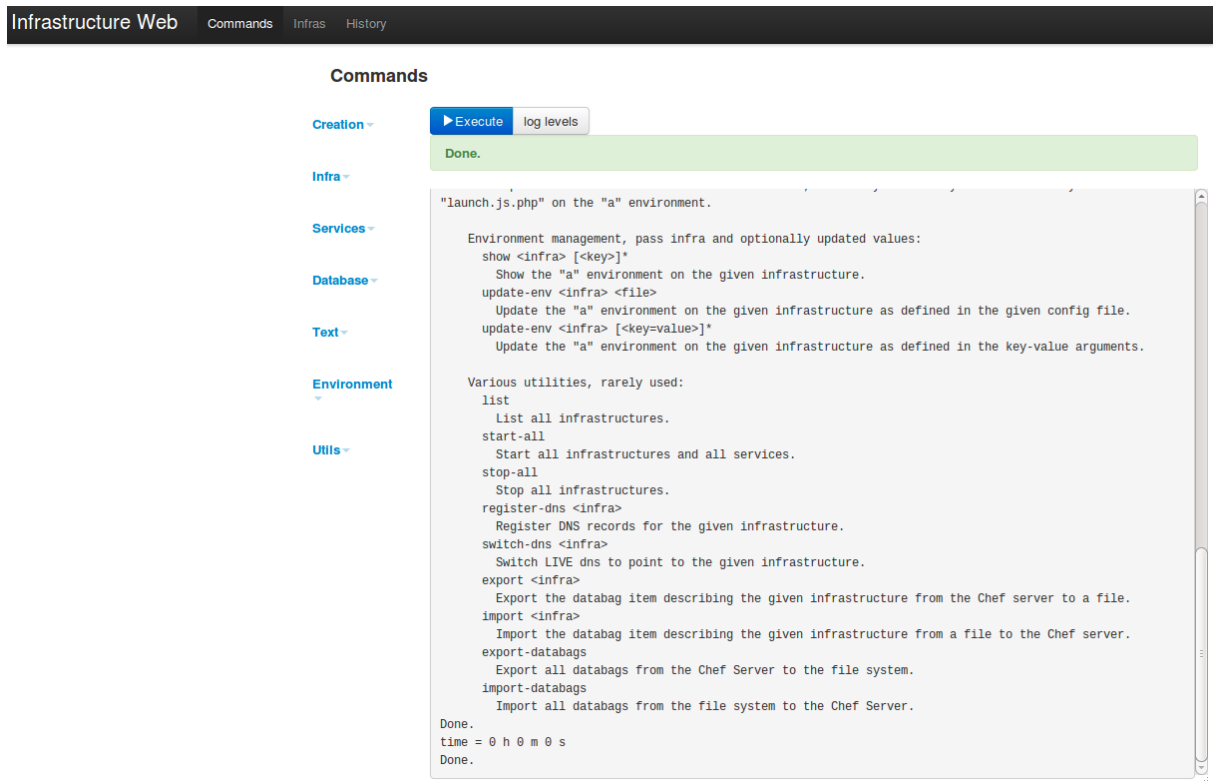 Infrastructure Web Commands Infras History
Commands
Creation
Infra
Services
Database
Text
Environment
Utils
Execute log levels
Done.
"launch.js.php" on the "a" environment.
Environment management, pass infra and optionally updated values:
show <infra> [<key>]*
Show the "a" environment on the given infrastructure.
update-env <infra> <file>
Update the "a" environment on the given infrastructure as defined in the given config file.
update-env <infra> [<key=value>]*
Update the "a" environment on the given infrastructure as defined in the key-value arguments.
Various utilities, rarely used:
list
List all infrastructures.
start-all
Start all infrastructures and all services.
stop-all
Stop all infrastructures.
register-dns <infra>
Register DNS records for the given infrastructure.
switch-dns <infra>
Switch LIVE dns to point to the given infrastructure.
export <infra>
Export the databag item describing the given infrastructure from the Chef server to a file.
import <infra>
Import the databag item describing the given infrastructure from a file to the Chef server.
export-databags
Export all databags from the Chef Server to the file system.
import-databags
Import all databags from the file system to the Chef Server.
Done.
time = 0 h 0 m 0 s
Done.